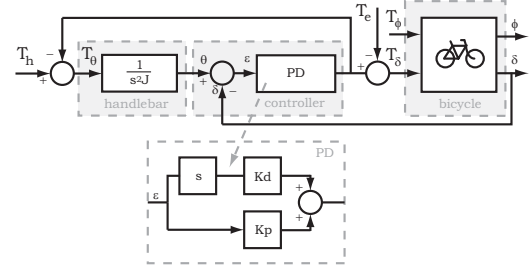 T_e
T_ϕ
ϕ
T_h
−
+
T_θ
1
s²J
θ
+
δ
−
ε
PD
+
−
T_δ
δ
handlebar
controller
bicycle
PD
ε
s
Kd
+
+
Kp